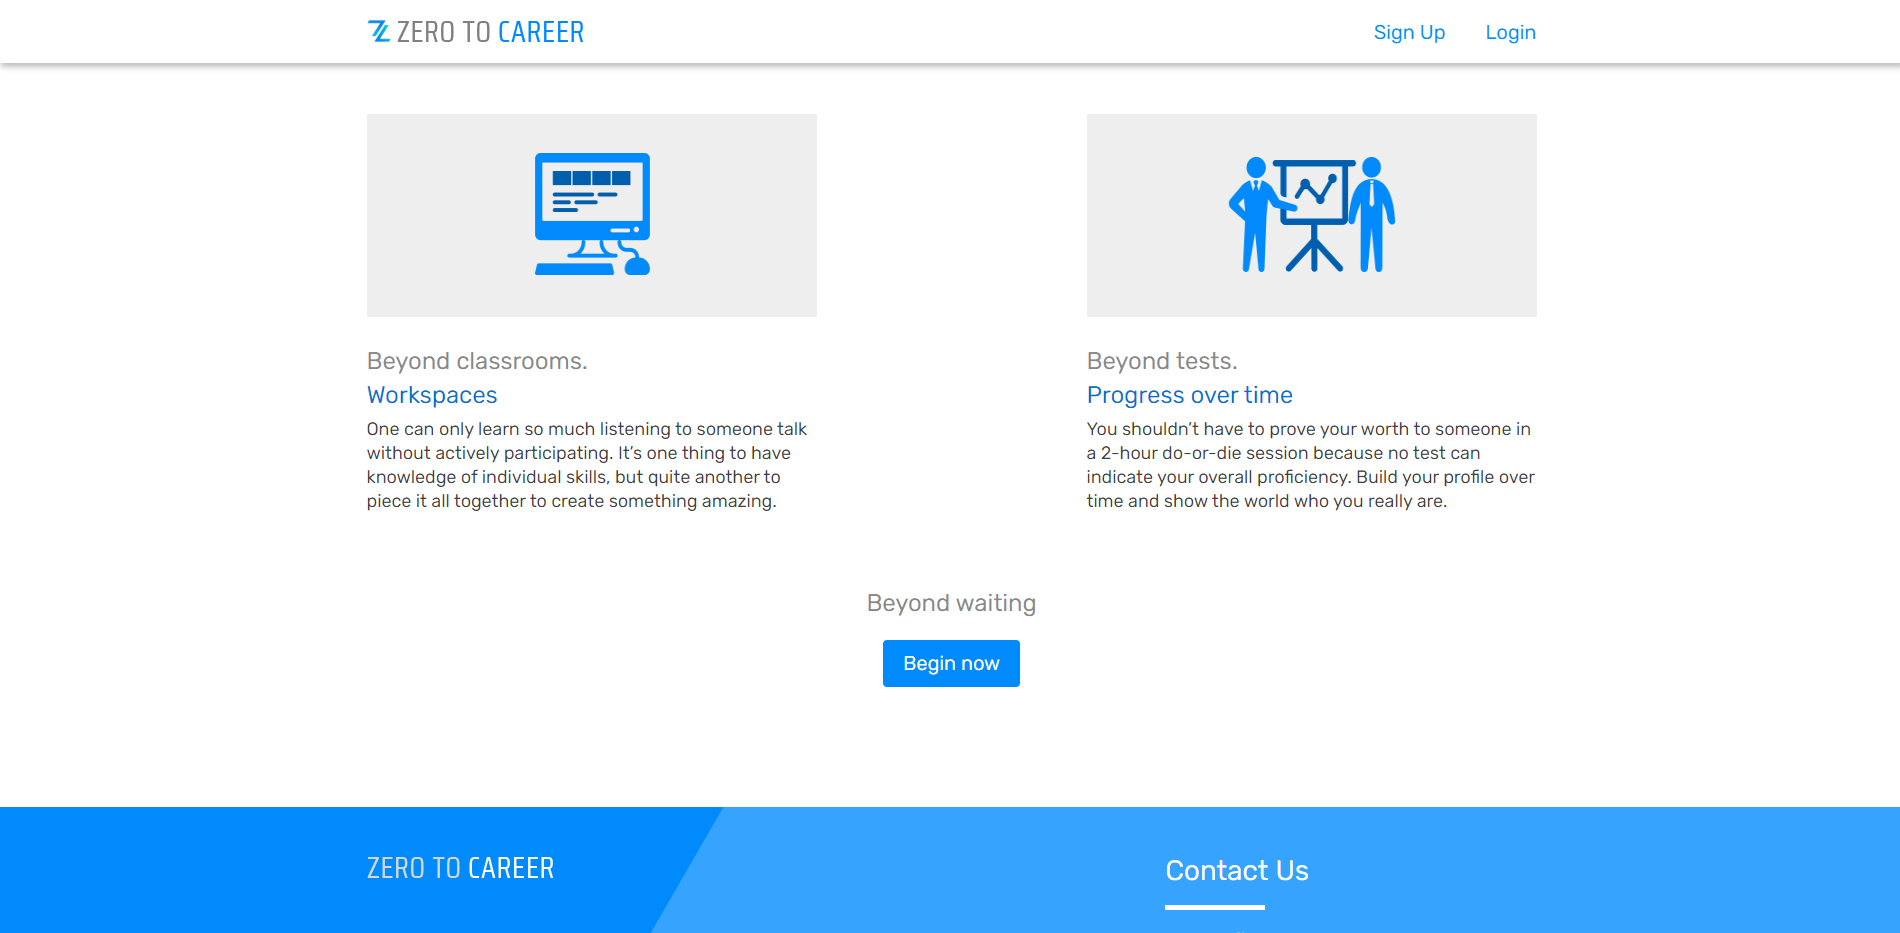 ZERO TO CAREER
Sign Up
Login
Beyond classrooms.
Workspaces
One can only learn so much listening to someone talk
without actively participating. It’s one thing to have
knowledge of individual skills, but quite another to
piece it all together to create something amazing.
Beyond tests.
Progress over time
You shouldn’t have to prove your worth to someone in
a 2-hour do-or-die session because no test can
indicate your overall proficiency. Build your profile over
time and show the world who you really are.
Beyond waiting
Begin now
ZERO TO CAREER
Contact Us